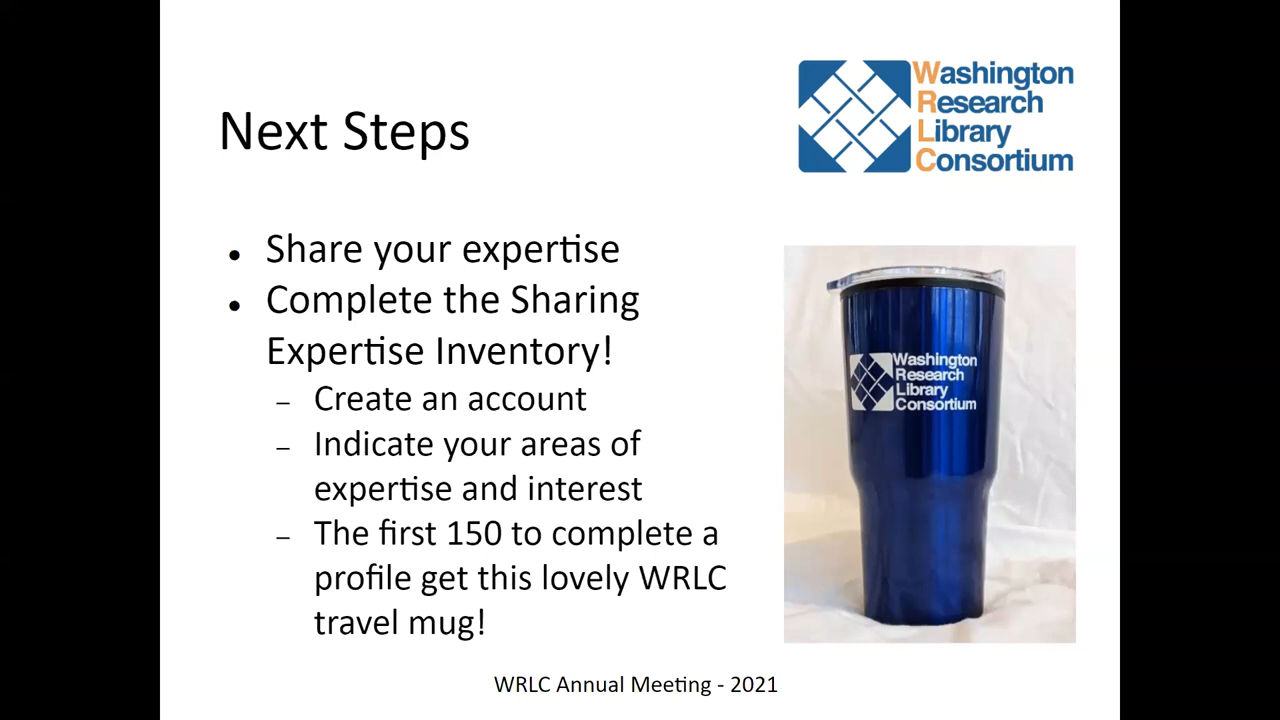 Next Steps
Washington
Research
Library
Consortium
● Share your expertise
● Complete the Sharing
Expertise Inventory!
– Create an account
– Indicate your areas of
expertise and interest
– The first 150 to complete a
profile get this lovely WRLC
travel mug!
Washington
Research
Library
Consortium
WRLC Annual Meeting - 2021